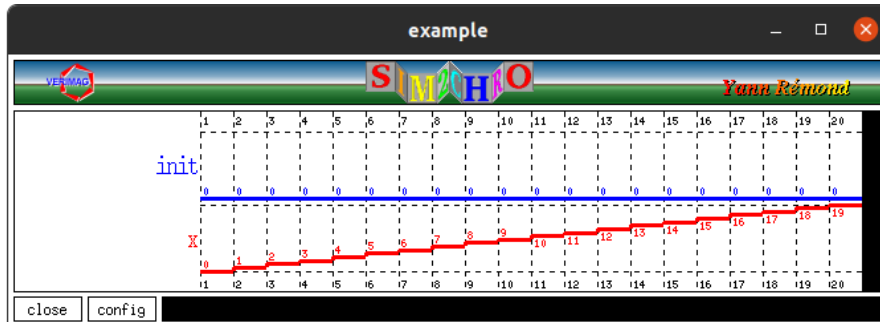 example
VERIMAG
SIM2CHRO
Yann Rémond
1 2 3 4 5 6 7 8 9 10 11 12 13 14 15 16 17 18 19 20
init
0 0 0 0 0 0 0 0 0 0 0 0 0 0 0 0 0 0 0 0
X
0 1 2 3 4 5 6 7 8 9 10 11 12 13 14 15 16 17 18 19
1 2 3 4 5 6 7 8 9 10 11 12 13 14 15 16 17 18 19 20
close config